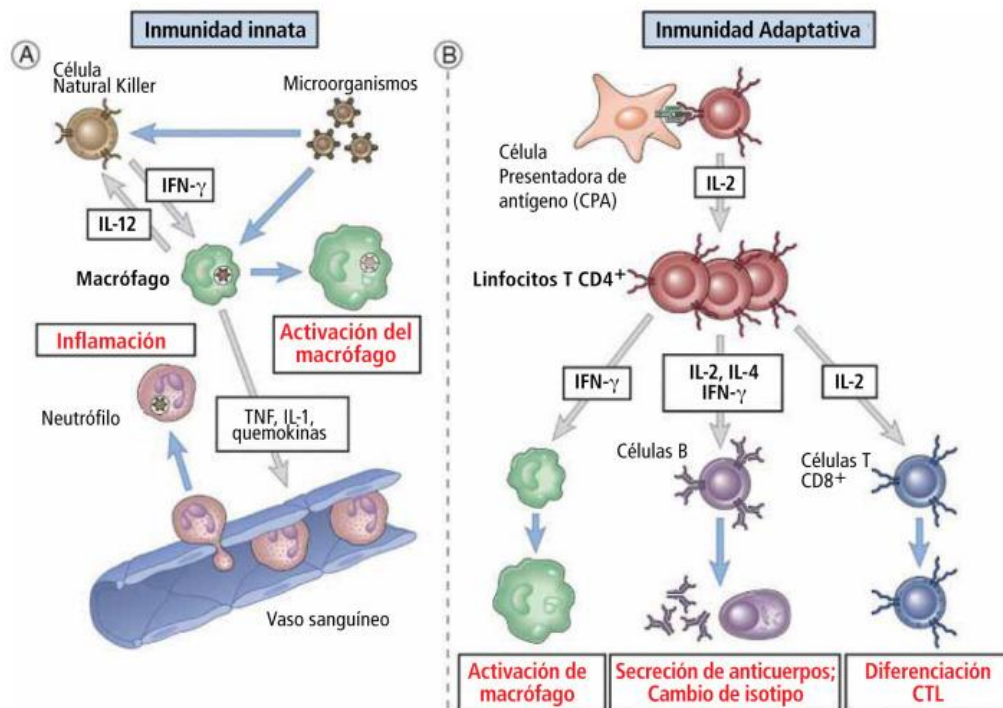 Inmunidad innata
A
Célula
Natural Killer
Microorganismos
IFN-γ
IL-12
Macrófago
Activación del
macrófago
Inflamación
Neutrófilo
TNF, IL-1,
quemokinas
Vaso sanguíneo
Inmunidad Adaptativa
B
Célula
Presentadora de
antígeno (CPA)
IL-2
Linfocitos T CD4+
IFN-γ
IL-2, IL-4
IFN-γ
IL-2
Células B
Células T
CD8+
Activación de
macrófago
Secreción de anticuerpos;
Cambio de isotipo
Diferenciación
CTL